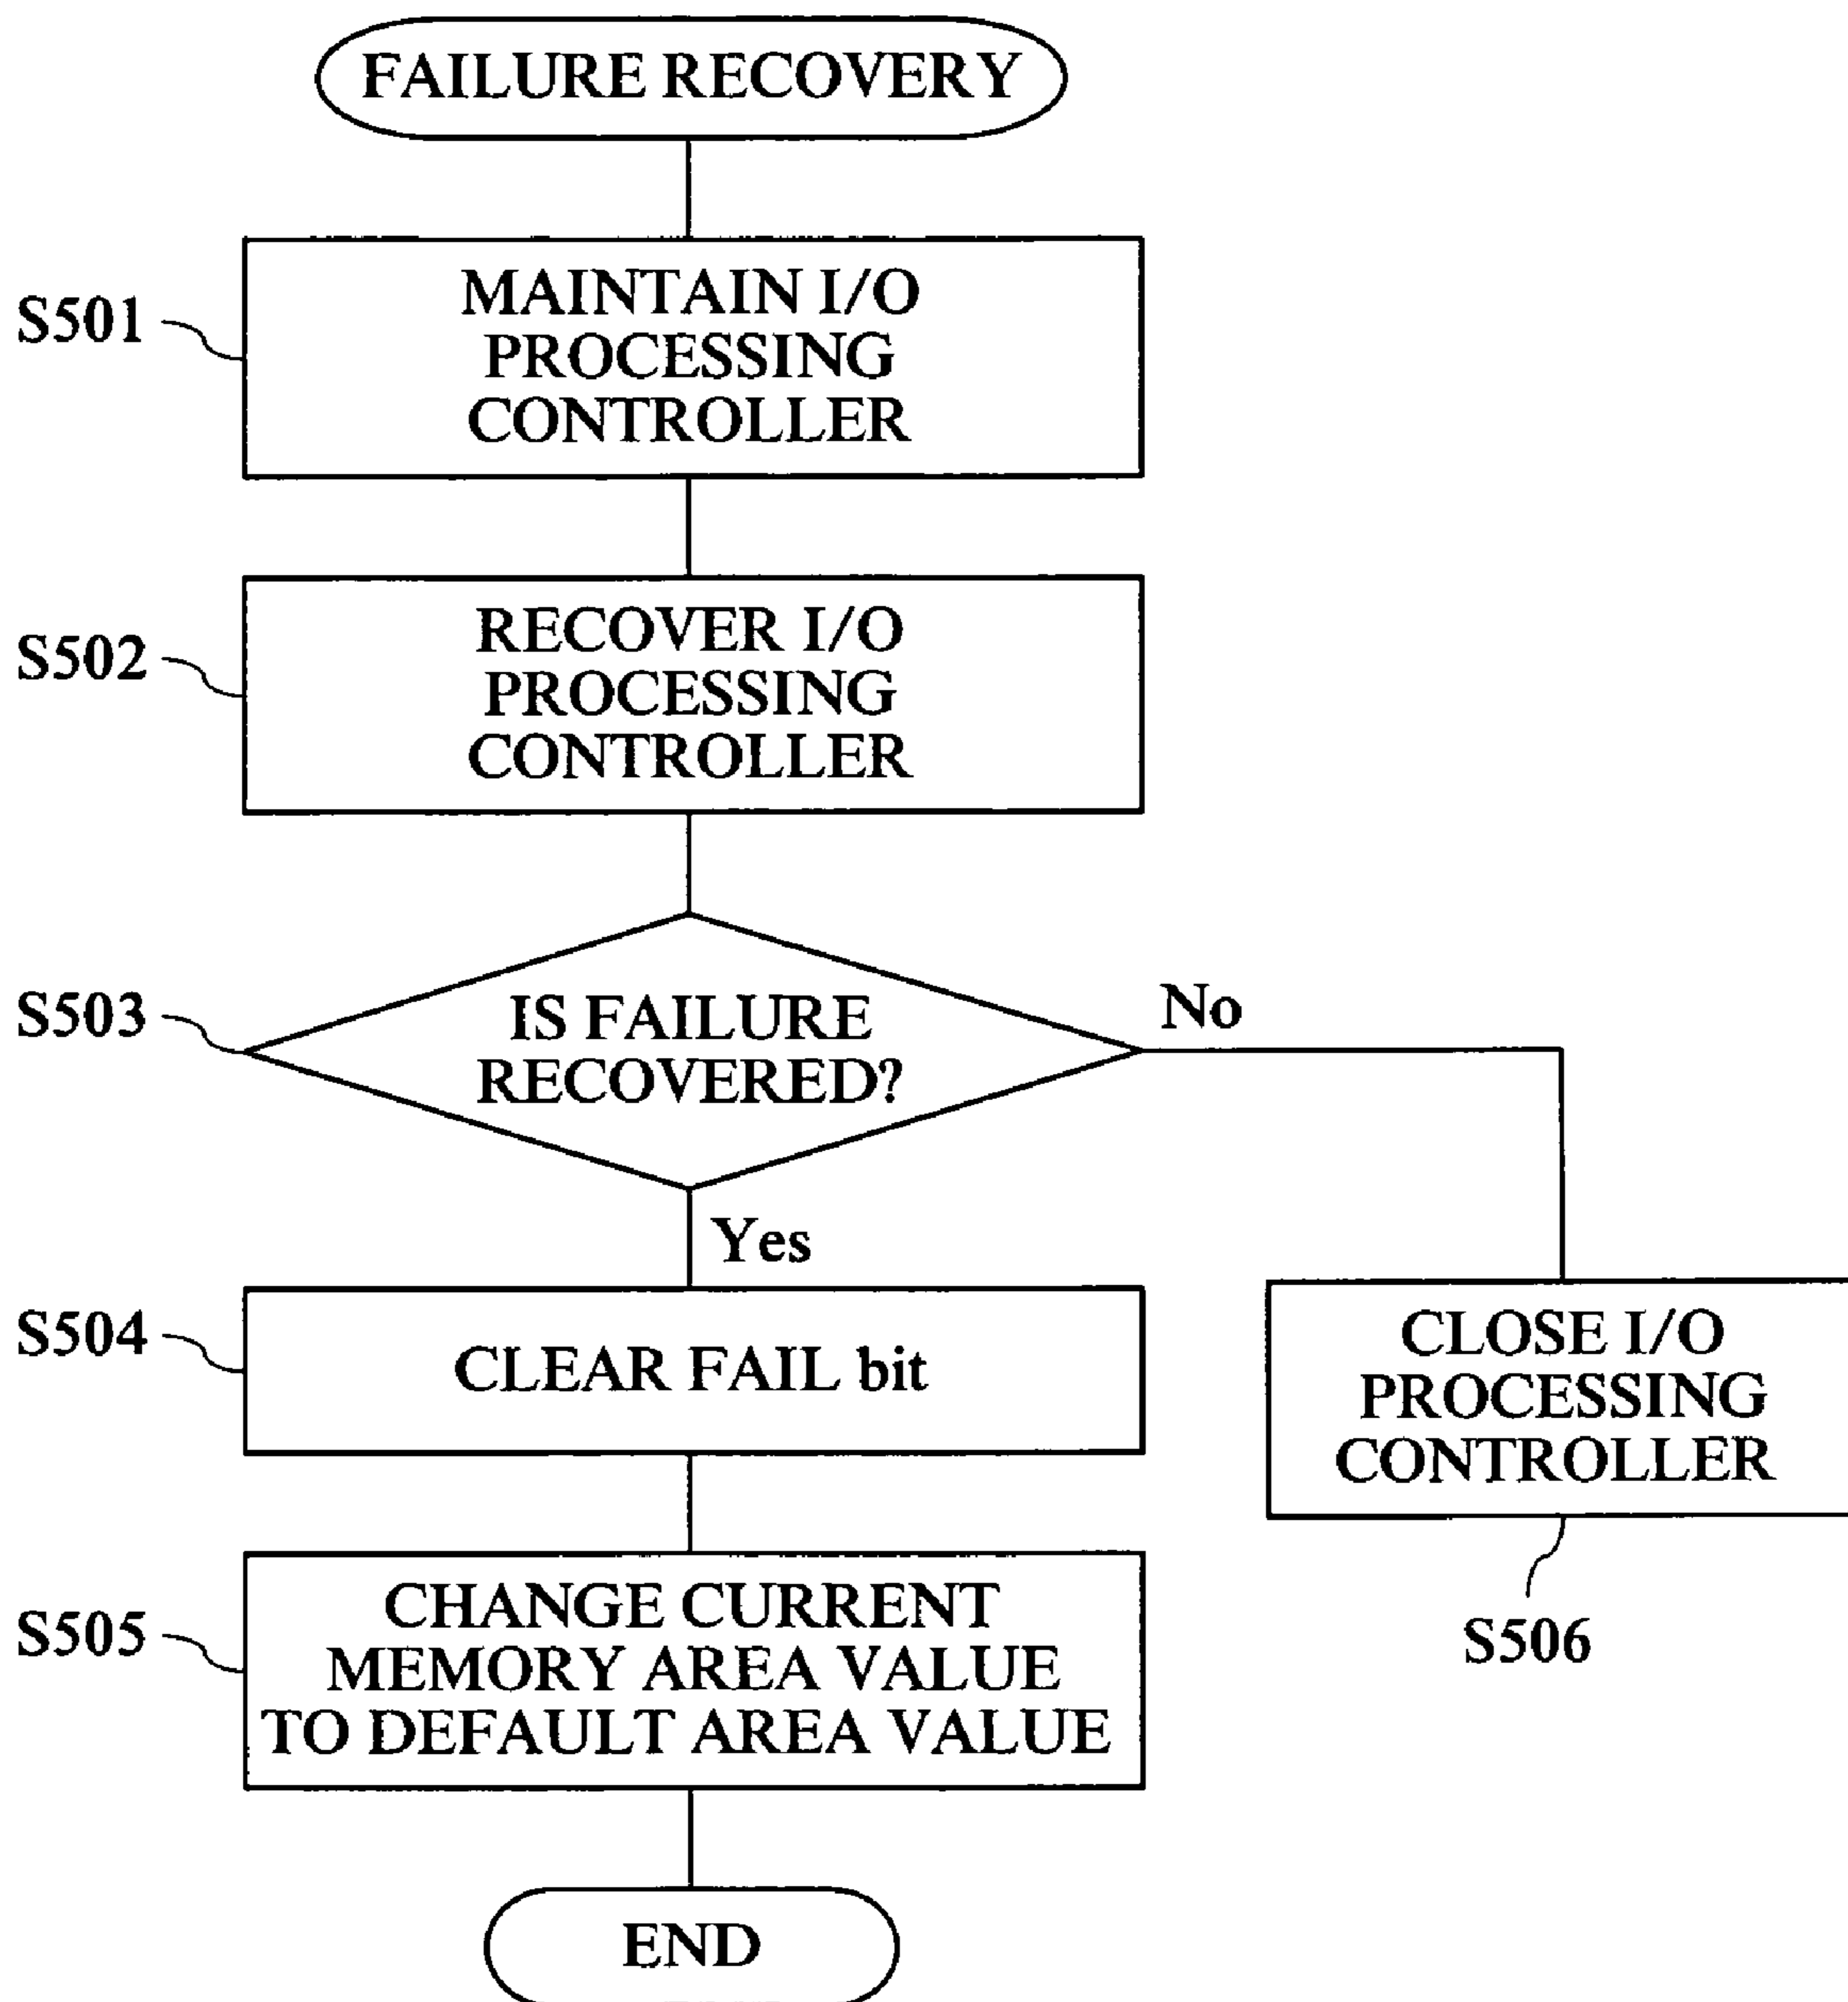 FAILURE RECOVERY
S501
MAINTAIN I/O
PROCESSING
CONTROLLER
S502
RECOVER I/O
PROCESSING
CONTROLLER
S503
IS FAILURE
RECOVERED?
No
Yes
S504
CLEAR FAIL bit
CLOSE I/O
PROCESSING
CONTROLLER
S506
S505
CHANGE CURRENT
MEMORY AREA VALUE
TO DEFAULT AREA VALUE
END